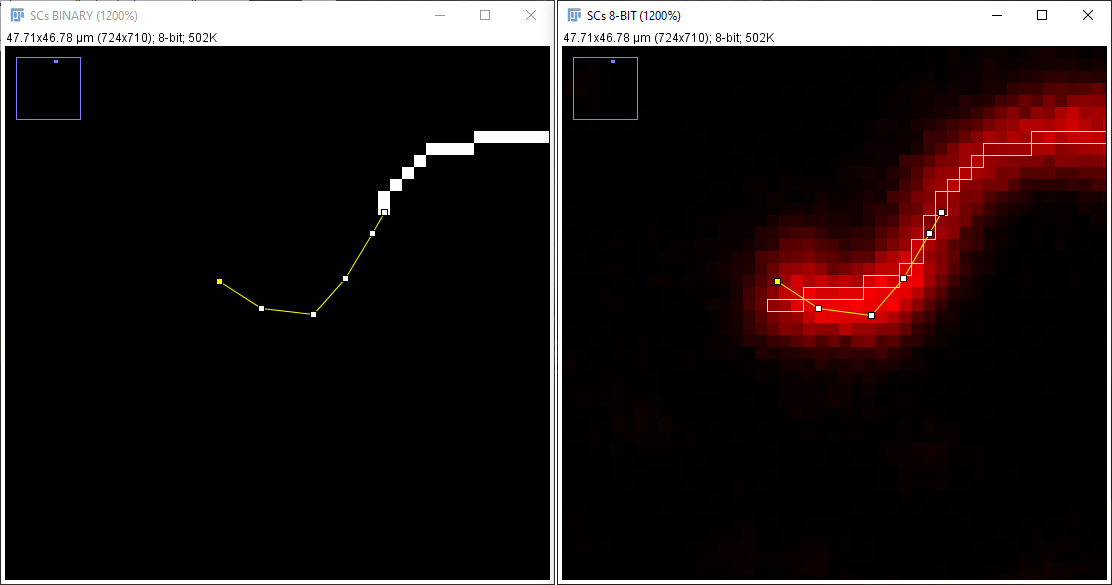 SCs BINARY (1200%)
47.71x46.78 µm (724x710); 8-bit; 502K
SCs 8-BIT (1200%)
47.71x46.78 µm (724x710); 8-bit; 502K